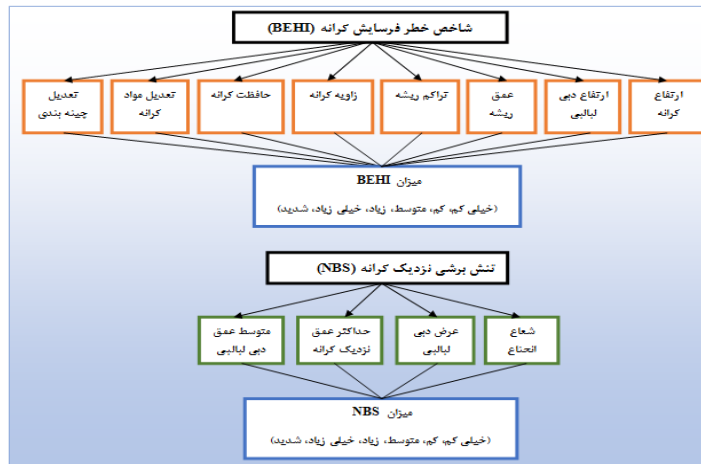 شاخص خطر فرسایش کرانه (BEHI)
ارتفاع
کرانه
ارتفاع دبی
لبالبی
عمق
ریشه
تراکم ریشه
زاویه کرانه
حافظت کرانه
تعدیل مواد
کرانه
تعدیل
چینه بندی
میزان BEHI
(خیلی کم، کم، متوسط، زیاد، خیلی زیاد، شدید)
تنش برشی نزدیک کرانه (NBS)
شعاع
انحناع
عرض دبی
لبالبی
حداکثر عمق
نزدیک کرانه
متوسط عمق
دبی لبالبی
میزان NBS
(خیلی کم، کم، متوسط، زیاد، خیلی زیاد، شدید)